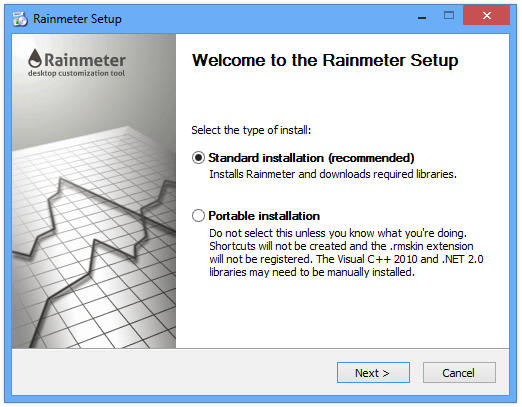 Rainmeter Setup
Rainmeter
desktop customization tool
Welcome to the Rainmeter Setup
Select the type of install:
Standard installation (recommended)
Installs Rainmeter and downloads required libraries.
Portable installation
Do not select this unless you know what you're doing.
Shortcuts will not be created and the .rmskin extension
will not be registered. The Visual C++ 2010 and .NET 2.0
libraries may need to be manually installed.
Next >
Cancel